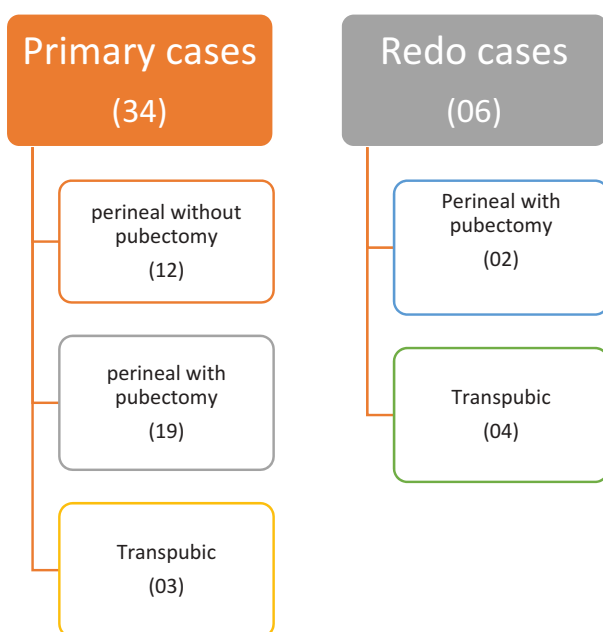 Primary cases
(34)
perineal without
pubectomy
(12)
perineal with
pubectomy
(19)
Transpubic
(03)
Redo cases
(06)
Perineal with
pubectomy
(02)
Transpubic
(04)